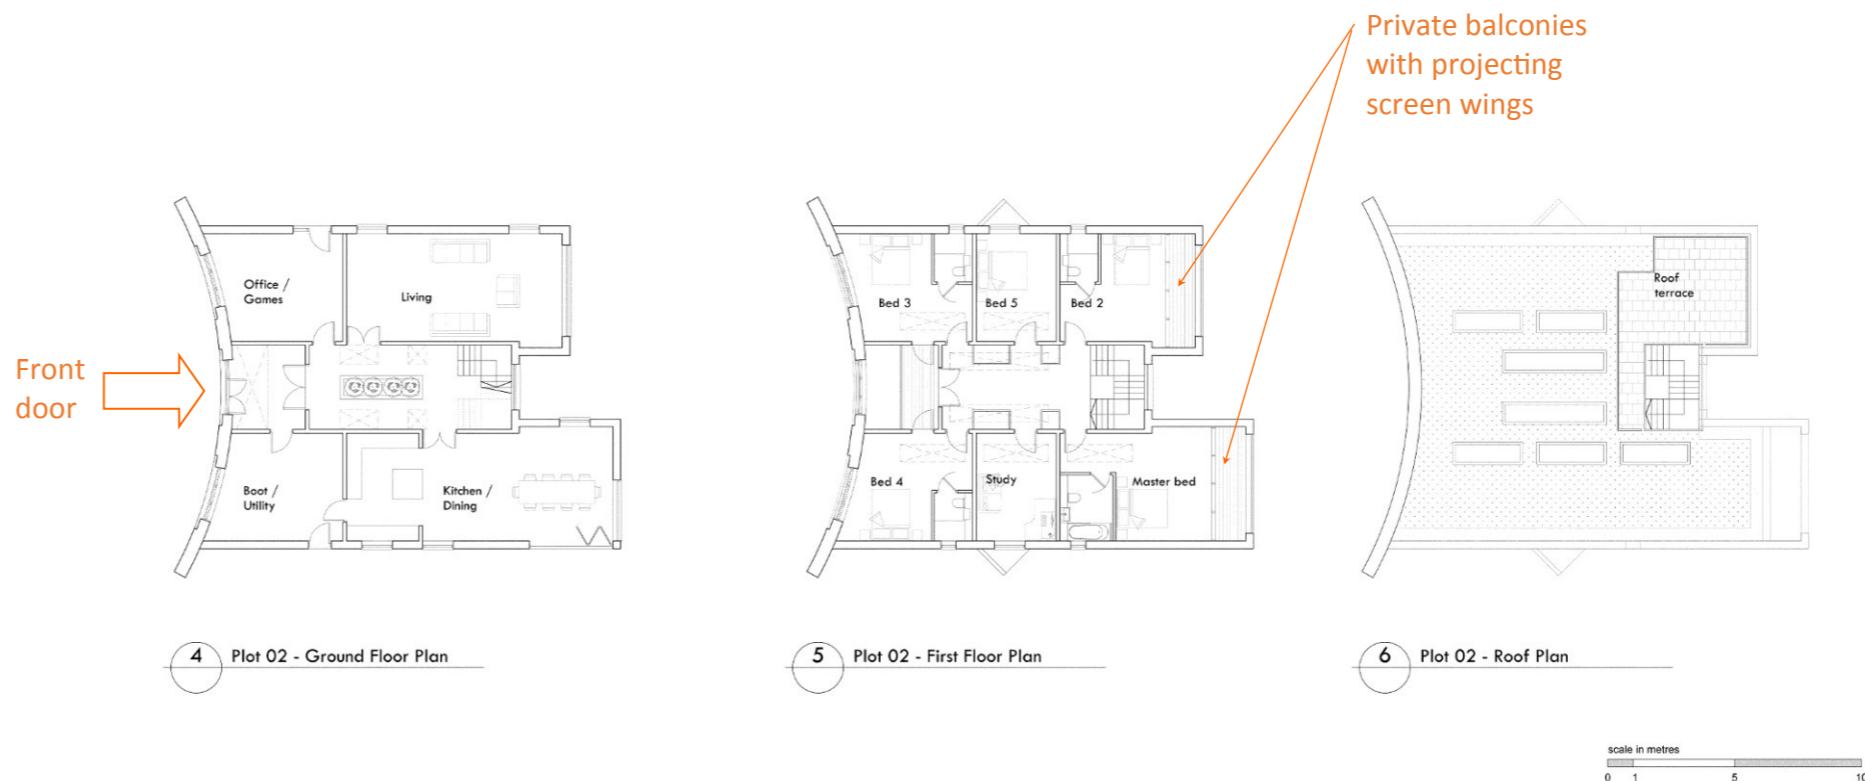 Private balconies
with projecting
screen wings
Front
door
Office /
Games
Living
Boot /
Utility
Kitchen /
Dining
Bed 3
Bed 5
Bed 2
Bed 4
Study
Master bed
Roof
terrace
4 Plot 02 - Ground Floor Plan
5 Plot 02 - First Floor Plan
6 Plot 02 - Roof Plan
scale in metres
0 1 5 10